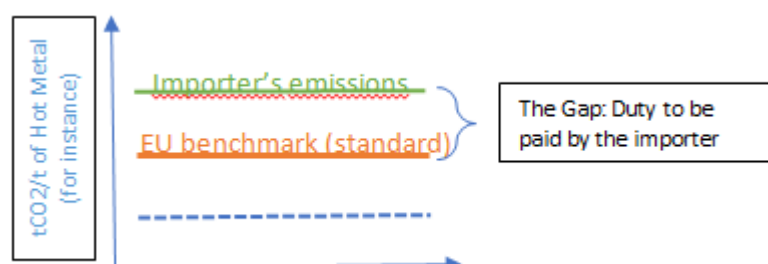 tCO2/t of Hot Metal
(for instance)
Importer's emissions
EU benchmark (standard)
The Gap: Duty to be
paid by the importer